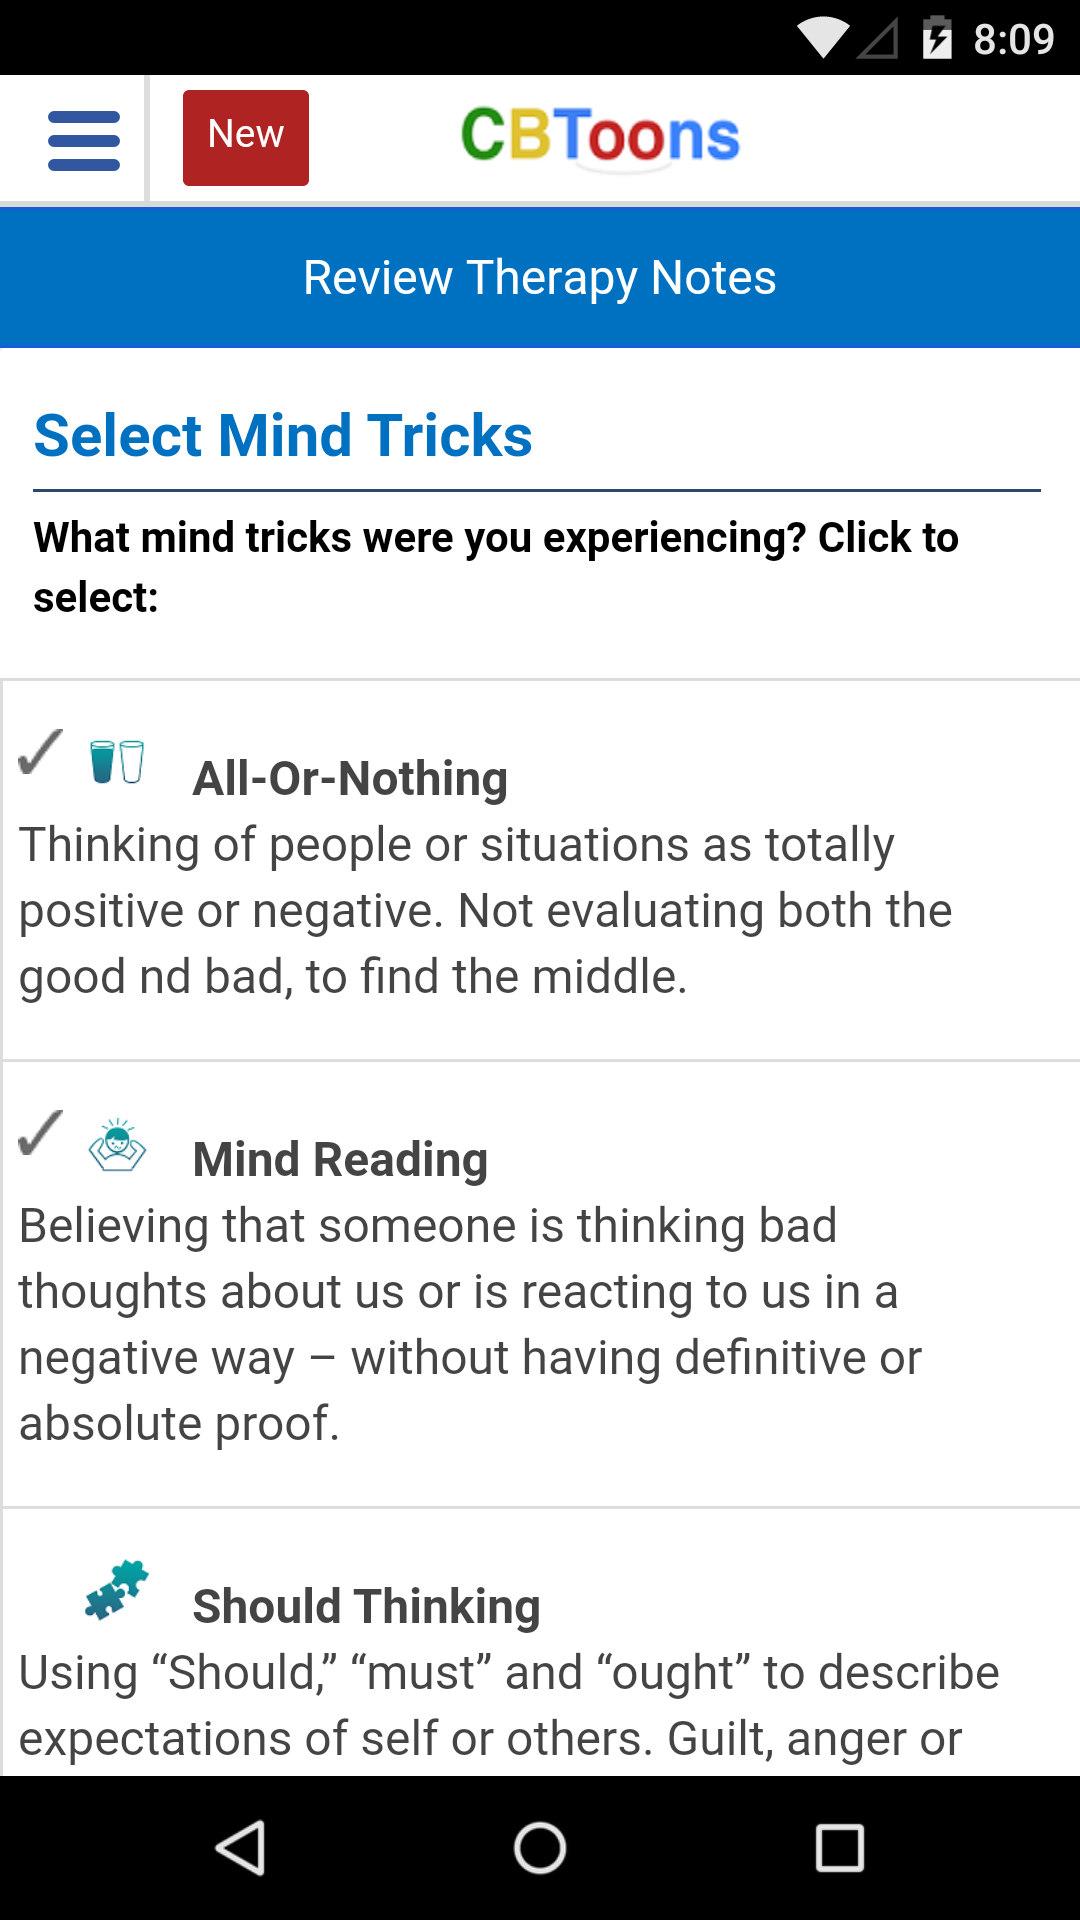 8:09
New
CBToons
Review Therapy Notes
Select Mind Tricks
What mind tricks were you experiencing? Click to
select:
All-Or-Nothing
Thinking of people or situations as totally
positive or negative. Not evaluating both the
good nd bad, to find the middle.
Mind Reading
Believing that someone is thinking bad
thoughts about us or is reacting to us in a
negative way – without having definitive or
absolute proof.
Should Thinking
Using “Should,” “must” and “ought” to describe
expectations of self or others. Guilt, anger or